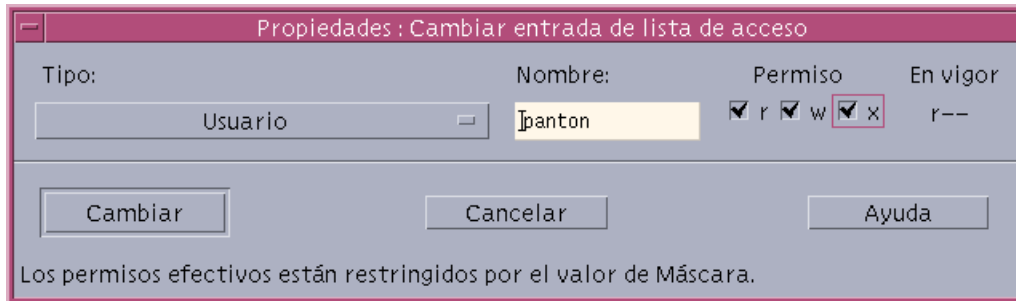 Propiedades : Cambiar entrada de lista de acceso
Tipo: Nombre: Permiso En vigor
Usuario panton r w x r--
Cambiar Cancelar Ayuda
Los permisos efectivos están restringidos por el valor de Máscara.